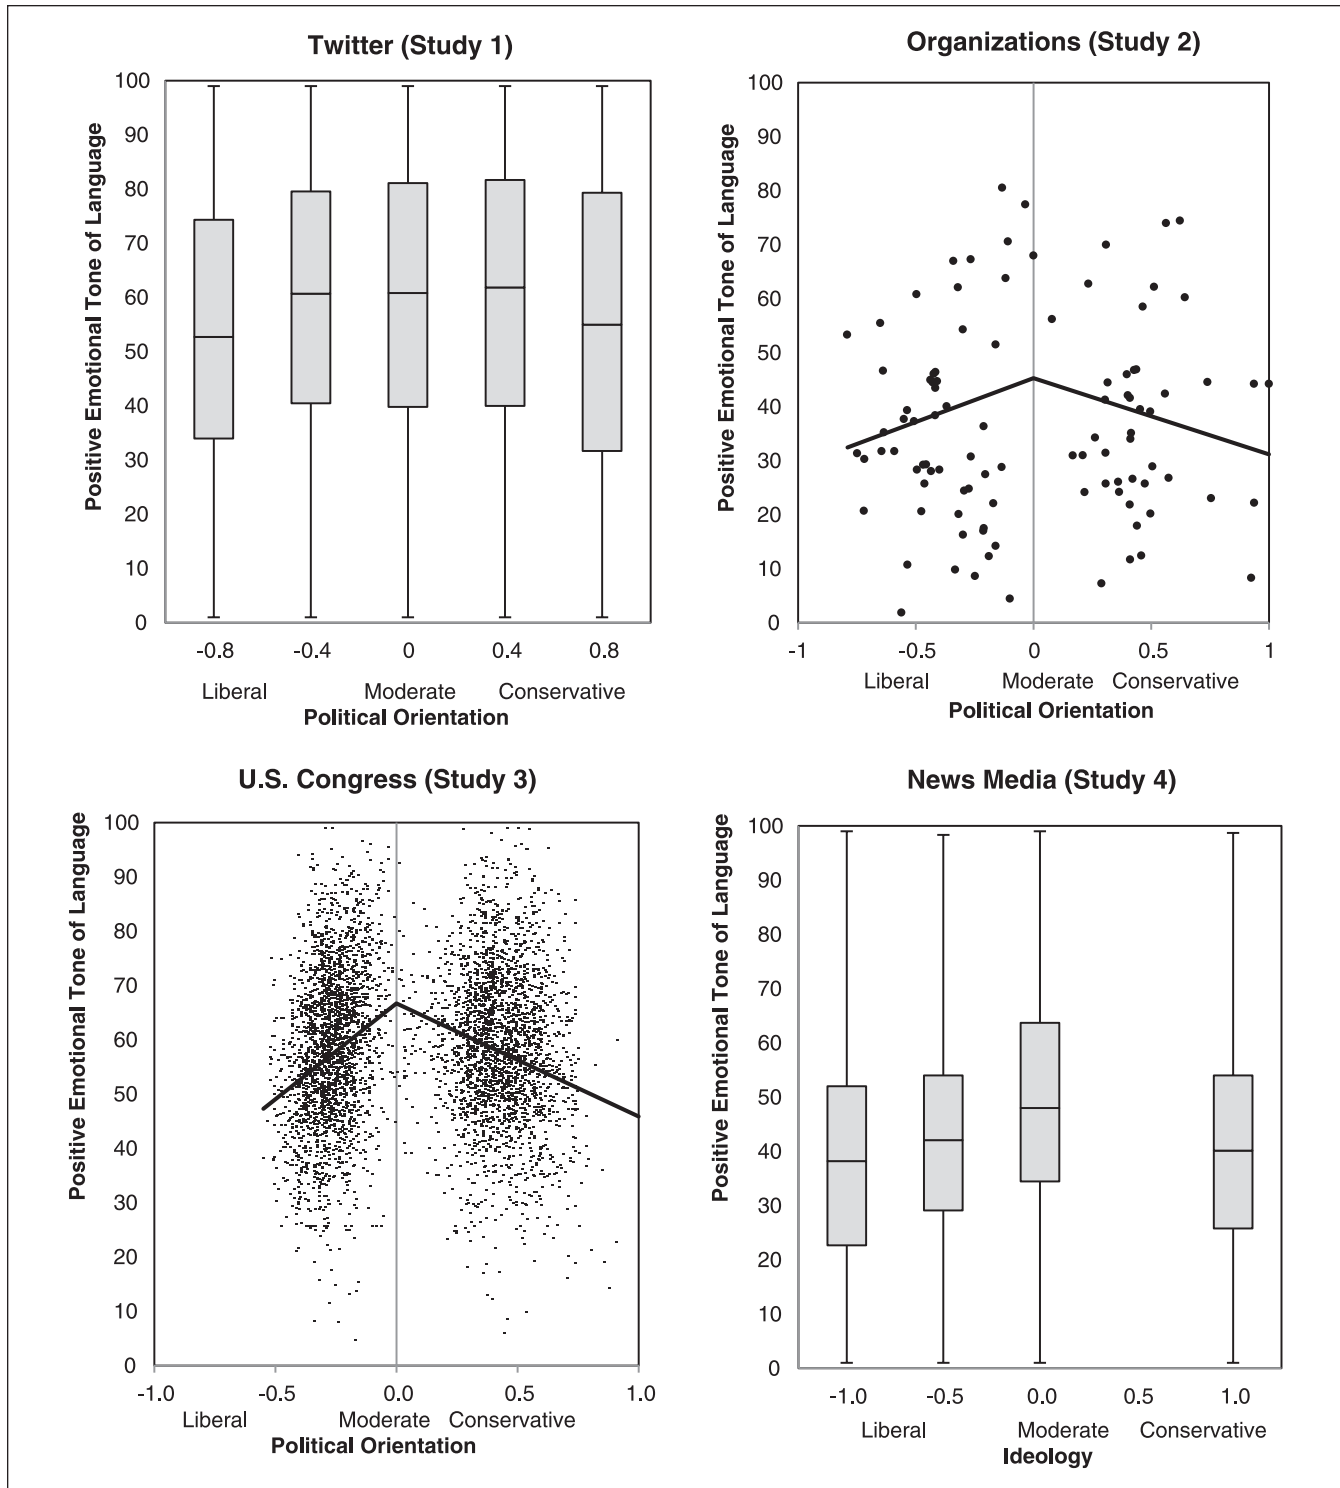 Twitter (Study 1)
Positive Emotional Tone of Language
100
90
80
70
60
50
40
30
20
10
0
-0.8 -0.4 0 0.4 0.8
Liberal Moderate Conservative
Political Orientation
Organizations (Study 2)
Positive Emotional Tone of Language
100
90
80
70
60
50
40
30
20
10
0
-1 -0.5 0 0.5 1
Liberal Moderate Conservative
Political Orientation
U.S. Congress (Study 3)
Positive Emotional Tone of Language
100
90
80
70
60
50
40
30
20
10
0
-1.0 -0.5 0.0 0.5 1.0
Liberal Moderate Conservative
Political Orientation
News Media (Study 4)
Positive Emotional Tone of Language
100
90
80
70
60
50
40
30
20
10
0
-1.0 -0.5 0.0 0.5 1.0
Liberal Moderate Conservative
Ideology